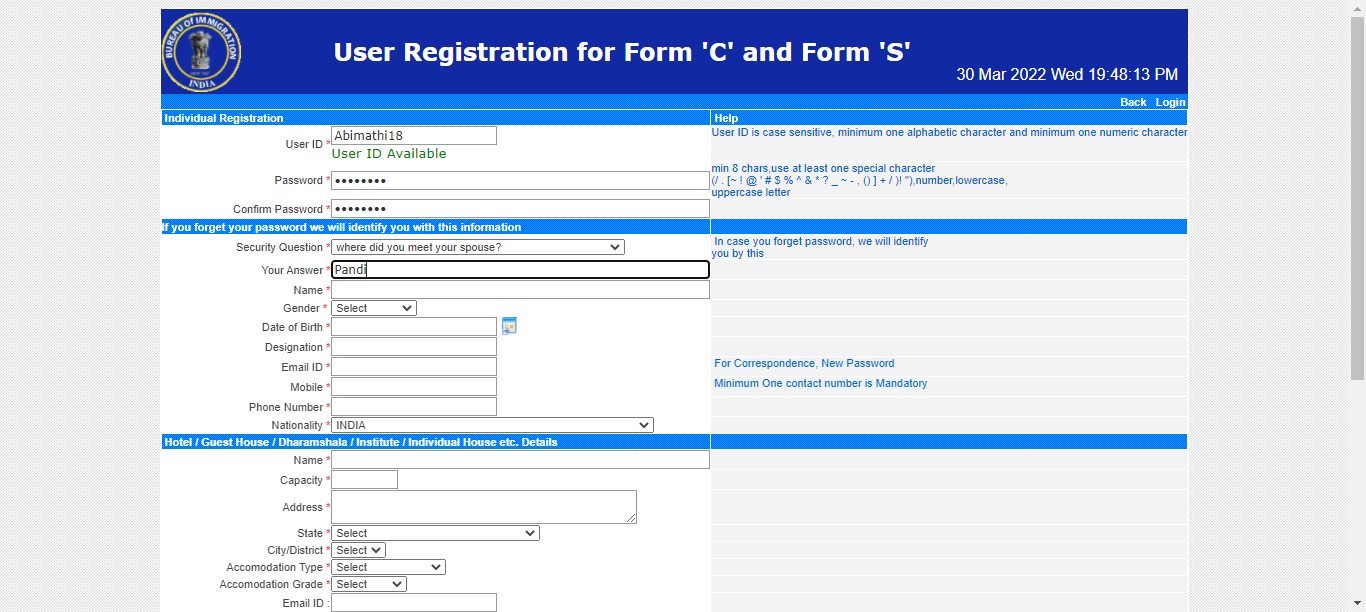 BUREAU OF IMMIGRATION
INDIA
User Registration for Form 'C' and Form 'S'
30 Mar 2022 Wed 19:48:13 PM
Back Login
Individual Registration Help
User ID * Abimathi18 User ID is case sensitive, minimum one alphabetic character and minimum one numeric character
User ID Available
Password * •••••••• min 8 chars,use at least one special character
(/ . [~ ! @ ' # $ % ^ & * ? _ ~ - , () ] + / )! "),number,lowercase,
uppercase letter
Confirm Password * ••••••••
If you forget your password we will identify you with this information
Security Question * where did you meet your spouse? In case you forget password, we will identify
you by this
Your Answer * Pandi
Name *
Gender * Select
Date of Birth *
Designation *
Email ID * For Correspondence, New Password
Mobile * Minimum One contact number is Mandatory
Phone Number *
Nationality * INDIA
Hotel / Guest House / Dharamshala / Institute / Individual House etc. Details
Name *
Capacity *
Address *
State * Select
City/District * Select
Accomodation Type * Select
Accomodation Grade * Select
Email ID :